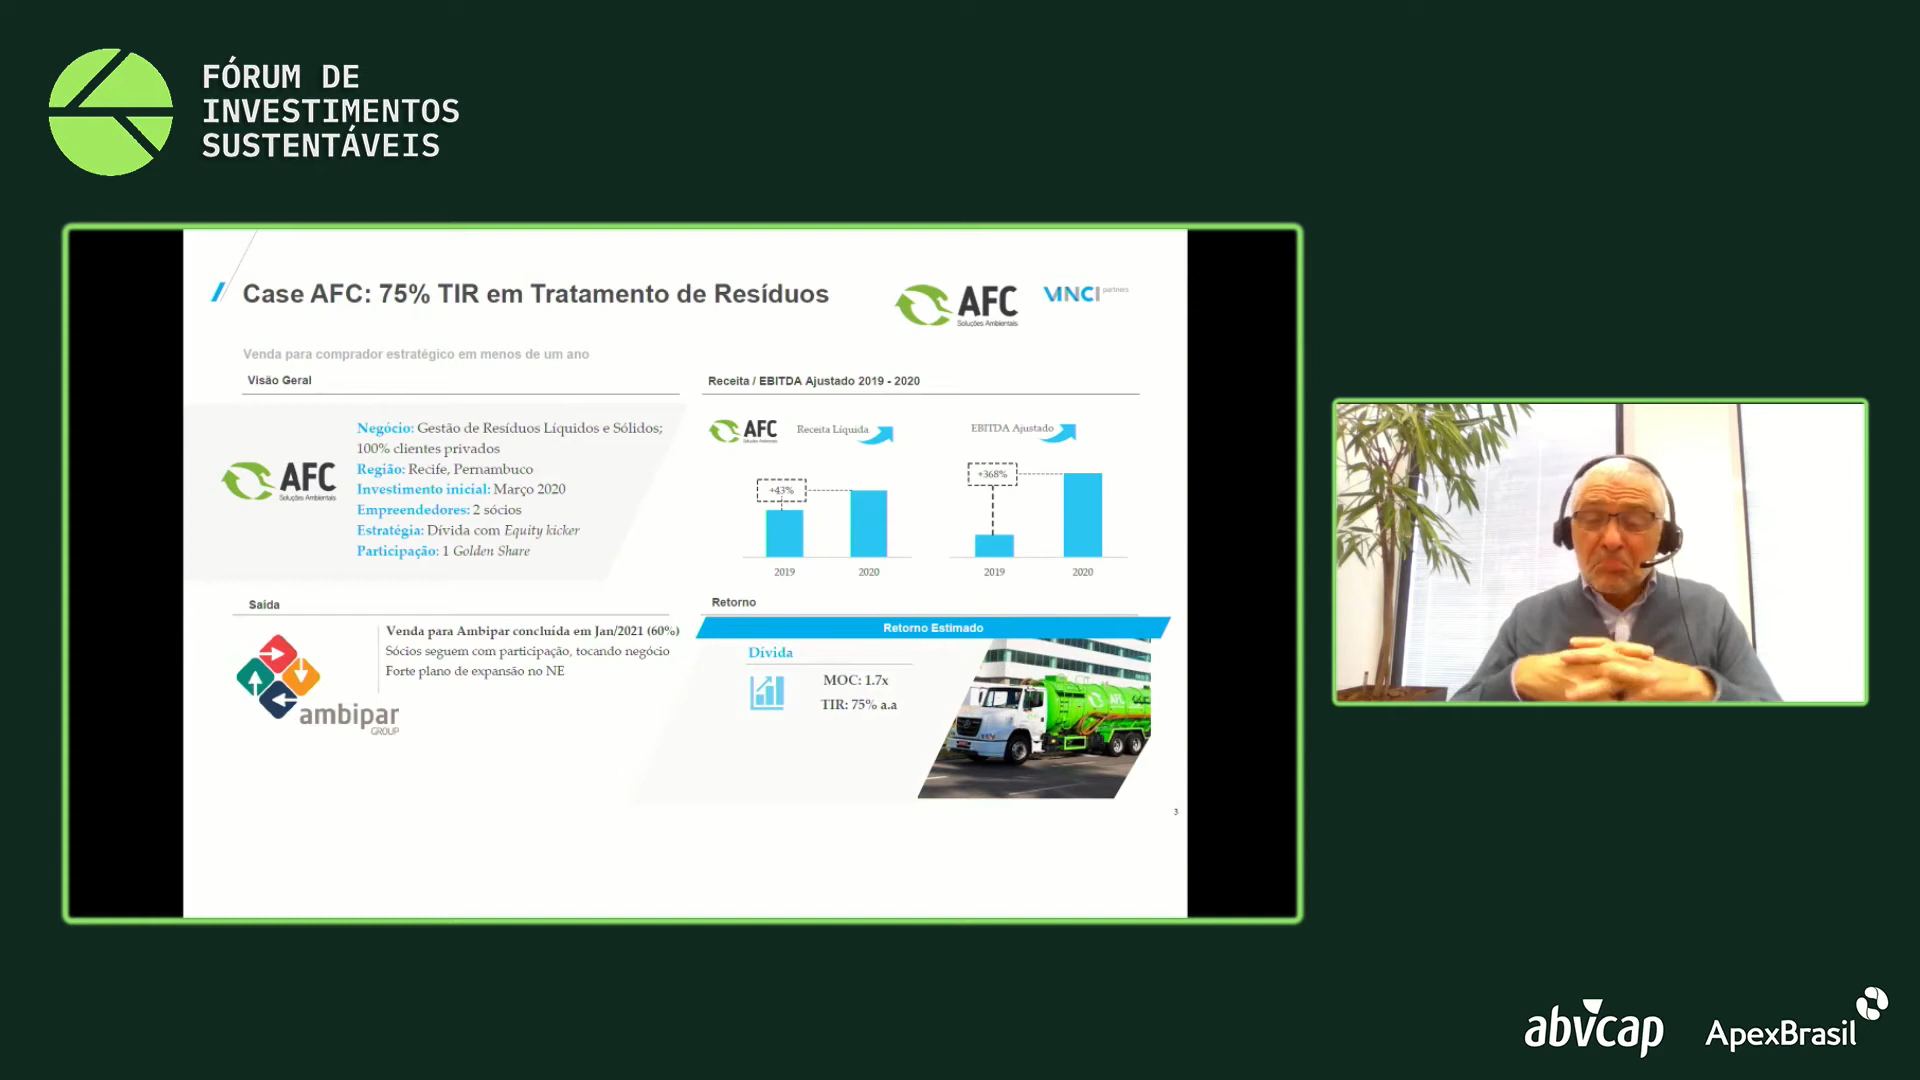 FÓRUM DE
INVESTIMENTOS
SUSTENTÁVEIS
Case AFC: 75% TIR em Tratamento de Resíduos
AFC
Soluções Ambientais
VINCI partners
Venda para comprador estratégico em menos de um ano
Visão Geral
AFC
Soluções Ambientais
Negócio: Gestão de Resíduos Líquidos e Sólidos;
100% clientes privados
Região: Recife, Pernambuco
Investimento inicial: Março 2020
Empreendedores: 2 sócios
Estratégia: Dívida com Equity kicker
Participação: 1 Golden Share
Receita / EBITDA Ajustado 2019 - 2020
AFC
Soluções Ambientais
Receita Líquida
EBITDA Ajustado
+43%
+368%
2019
2020
2019
2020
Saída
Venda para Ambipar concluída em Jan/2021 (60%)
Sócios seguem com participação, tocando negócio
Forte plano de expansão no NE
ambipar
GROUP
Retorno
Retorno Estimado
Dívida
MOC: 1.7x
TIR: 75% a.a
AFC
3
abvcap
ApexBrasil